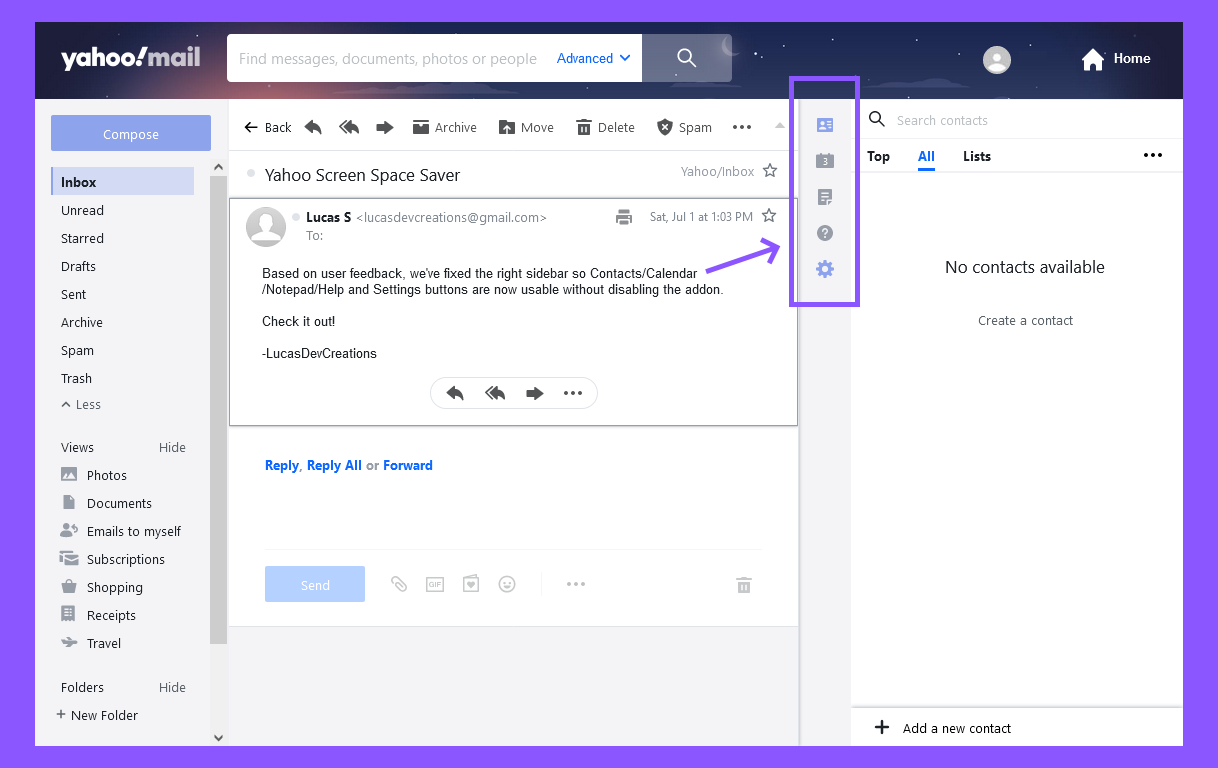 yahoo!mail
Find messages, documents, photos or people
Advanced
Home
Compose
Inbox
Unread
Starred
Drafts
Sent
Archive
Spam
Trash
Less
Views Hide
Photos
Documents
Emails to myself
Subscriptions
Shopping
Receipts
Travel
Folders Hide
+ New Folder
Back
Archive
Move
Delete
Spam
Yahoo Screen Space Saver
Yahoo/Inbox
Lucas S <lucasdevcreations@gmail.com>
Sat, Jul 1 at 1:03 PM
To:
Based on user feedback, we've fixed the right sidebar so Contacts/Calendar
/Notepad/Help and Settings buttons are now usable without disabling the addon.
Check it out!
-LucasDevCreations
Reply, Reply All or Forward
Send
GIF
3
?
Search contacts
Top All Lists
No contacts available
Create a contact
+ Add a new contact